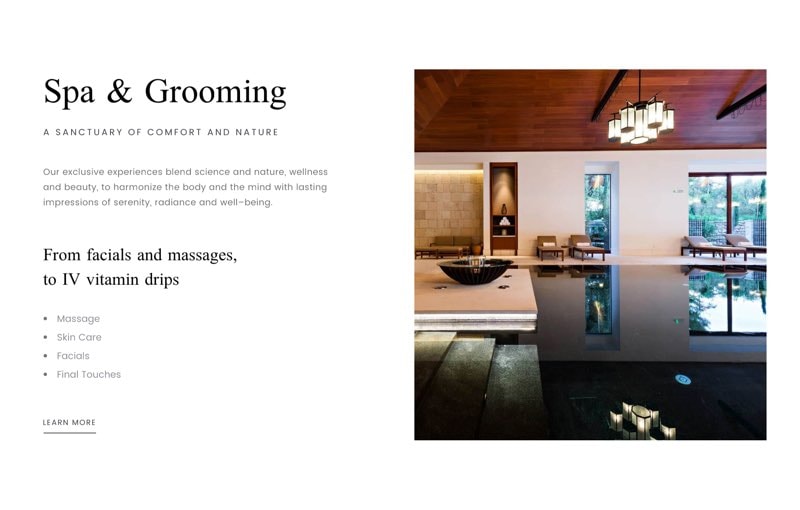 Spa & Grooming
A SANCTUARY OF COMFORT AND NATURE
Our exclusive experiences blend science and nature, wellness
and beauty, to harmonize the body and the mind with lasting
impressions of serenity, radiance and well–being.
From facials and massages,
to IV vitamin drips
Massage
Skin Care
Facials
Final Touches
LEARN MORE